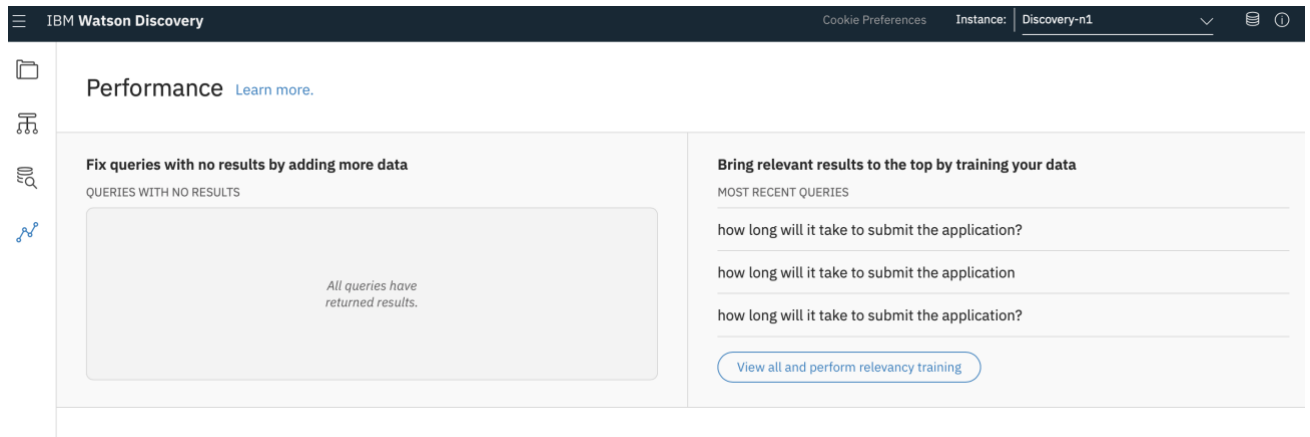 IBM Watson Discovery
Cookie Preferences
Instance:
Discovery-n1
Performance
Learn more.
Fix queries with no results by adding more data
QUERIES WITH NO RESULTS
All queries have
returned results.
Bring relevant results to the top by training your data
MOST RECENT QUERIES
how long will it take to submit the application?
how long will it take to submit the application
how long will it take to submit the application?
View all and perform relevancy training